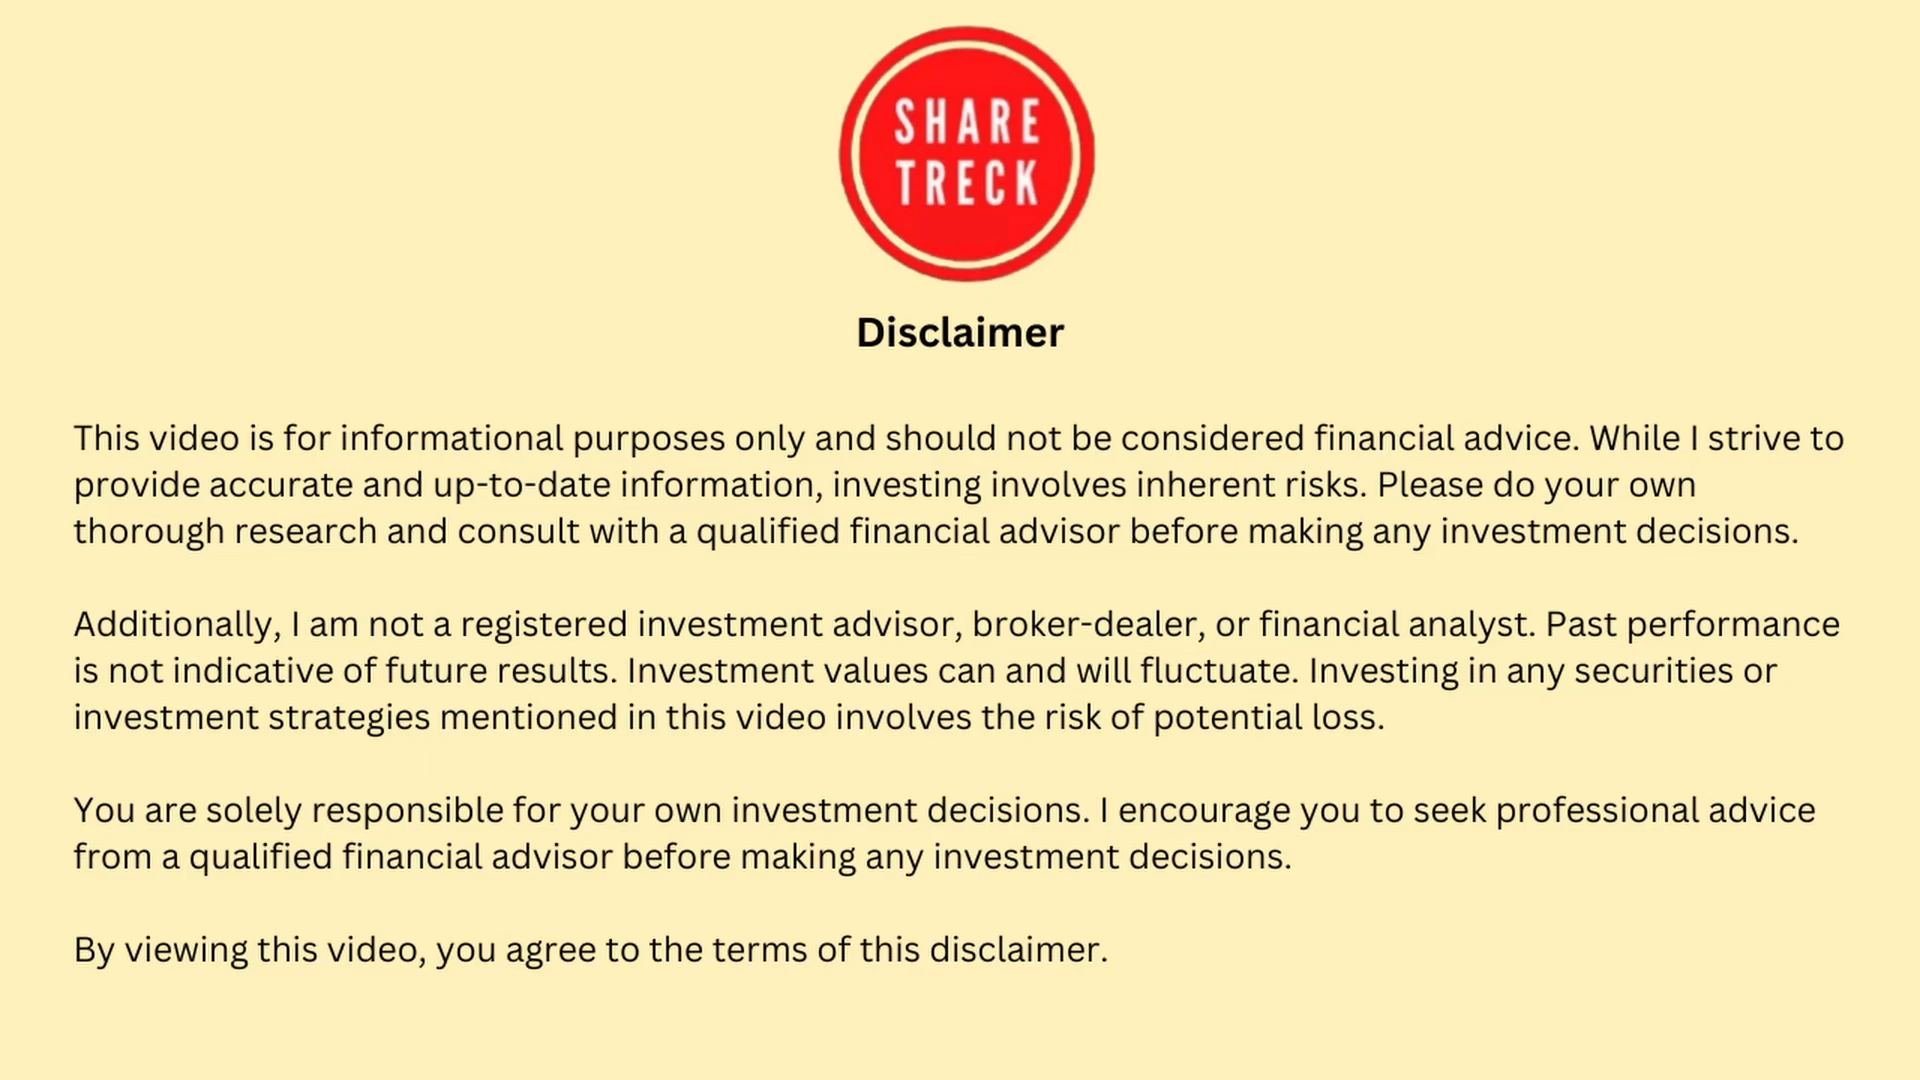 SHARE
TRECK
Disclaimer
This video is for informational purposes only and should not be considered financial advice. While I strive to
provide accurate and up-to-date information, investing involves inherent risks. Please do your own
thorough research and consult with a qualified financial advisor before making any investment decisions.
Additionally, I am not a registered investment advisor, broker-dealer, or financial analyst. Past performance
is not indicative of future results. Investment values can and will fluctuate. Investing in any securities or
investment strategies mentioned in this video involves the risk of potential loss.
You are solely responsible for your own investment decisions. I encourage you to seek professional advice
from a qualified financial advisor before making any investment decisions.
By viewing this video, you agree to the terms of this disclaimer.